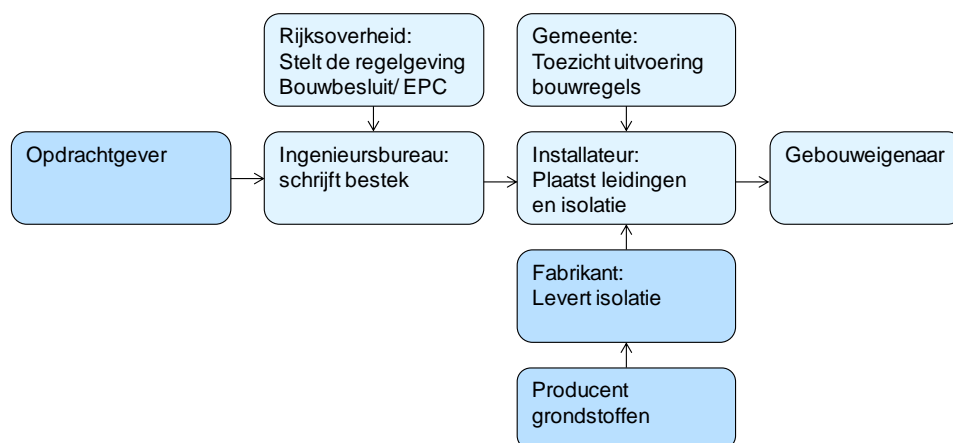 Rijksoverheid:
Stelt de regelgeving
Bouwbesluit/ EPC
Gemeente:
Toezicht uitvoering
bouwregels
Opdrachtgever
Ingenieursbureau:
schrijft bestek
Installateur:
Plaatst leidingen
en isolatie
Gebouweigenaar
Fabrikant:
Levert isolatie
Producent
grondstoffen